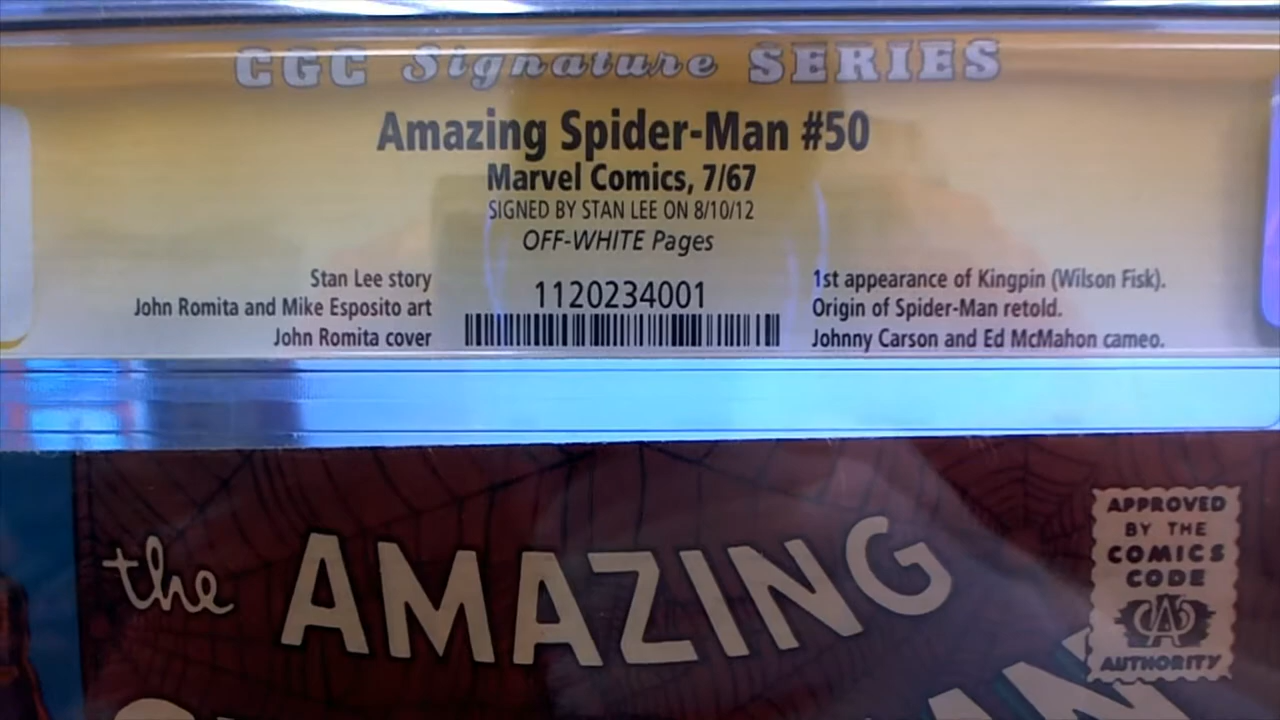 CGC Signature SERIES
Amazing Spider-Man #50
Marvel Comics, 7/67
SIGNED BY STAN LEE ON 8/10/12
OFF-WHITE Pages
Stan Lee story
John Romita and Mike Esposito art
John Romita cover
1120234001
1st appearance of Kingpin (Wilson Fisk).
Origin of Spider-Man retold.
Johnny Carson and Ed McMahon cameo.
the AMAZING
APPROVED
BY THE
COMICS
CODE
CA
AUTHORITY